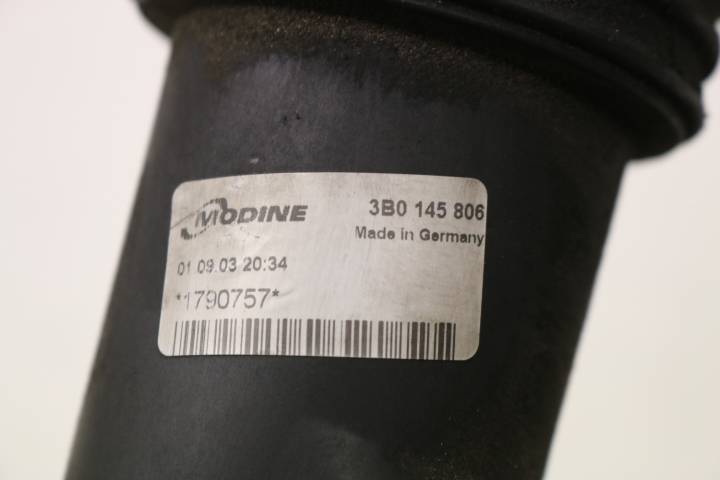 MODINE 3B0 145 806
Made in Germany
01 09.03 20:34
*1790757*